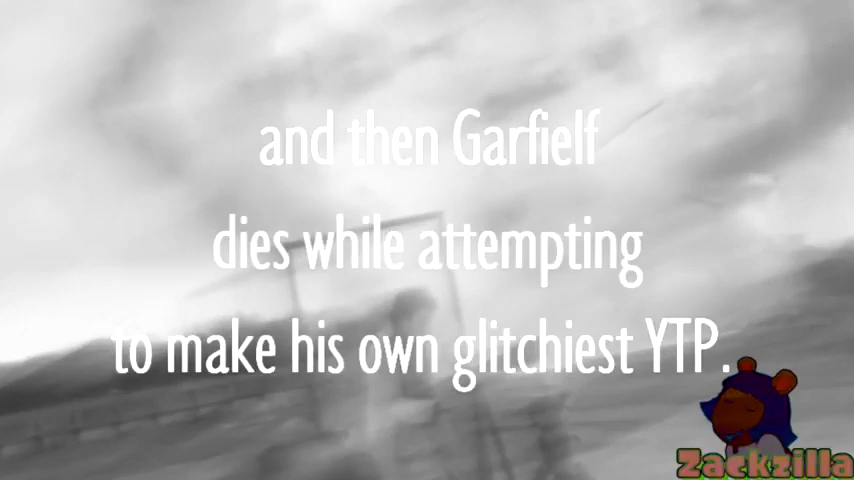 and then Garfielf
dies while attempting
to make his own glitchiest YTP.
Zackzilla